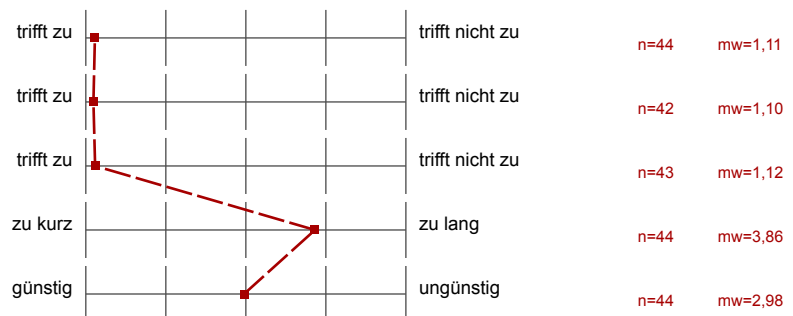 trifft zu trifft nicht zu n=44 mw=1,11
trifft zu trifft nicht zu n=42 mw=1,10
trifft zu trifft nicht zu n=43 mw=1,12
zu kurz zu lang n=44 mw=3,86
günstig ungünstig n=44 mw=2,98